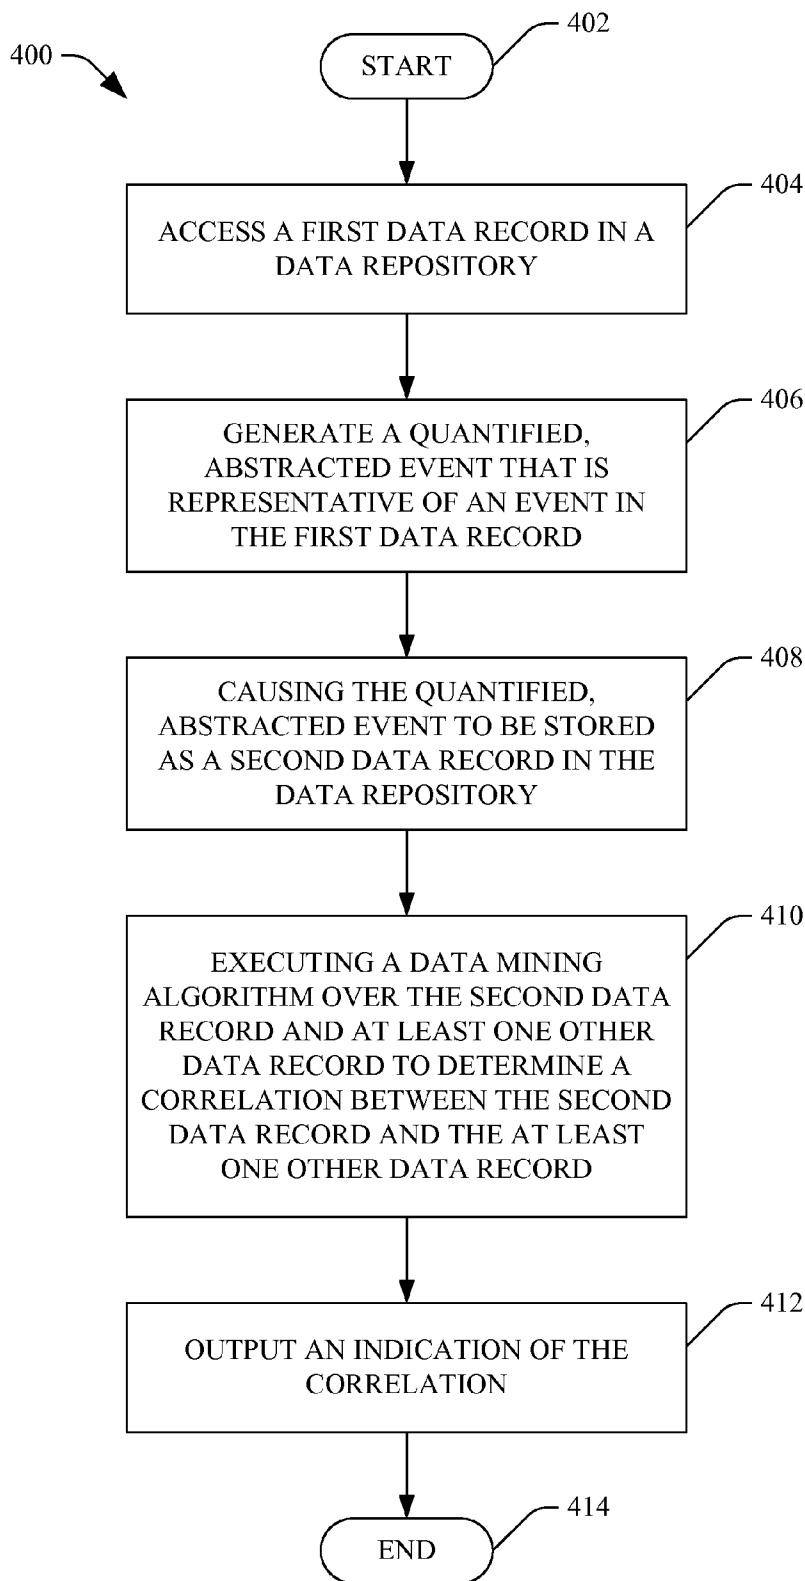 400
402
START
404
ACCESS A FIRST DATA RECORD IN A
DATA REPOSITORY
406
GENERATE A QUANTIFIED,
ABSTRACTED EVENT THAT IS
REPRESENTATIVE OF AN EVENT IN
THE FIRST DATA RECORD
408
CAUSING THE QUANTIFIED,
ABSTRACTED EVENT TO BE STORED
AS A SECOND DATA RECORD IN THE
DATA REPOSITORY
410
EXECUTING A DATA MINING
ALGORITHM OVER THE SECOND DATA
RECORD AND AT LEAST ONE OTHER
DATA RECORD TO DETERMINE A
CORRELATION BETWEEN THE SECOND
DATA RECORD AND THE AT LEAST
ONE OTHER DATA RECORD
412
OUTPUT AN INDICATION OF THE
CORRELATION
414
END